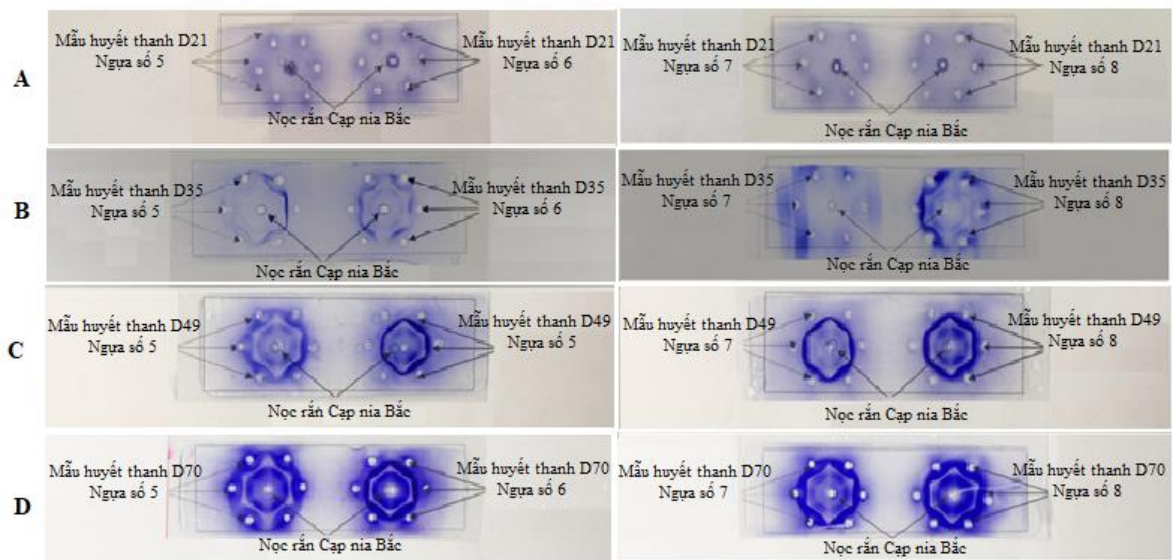 A
Mẫu huyết thanh D21
Ngựa số 5
Mẫu huyết thanh D21
Ngựa số 6
Nọc rắn Cạp nia Bắc
Mẫu huyết thanh D21
Ngựa số 7
Mẫu huyết thanh D21
Ngựa số 8
Nọc rắn Cạp nia Bắc
B
Mẫu huyết thanh D35
Ngựa số 5
Mẫu huyết thanh D35
Ngựa số 6
Nọc rắn Cạp nia Bắc
Mẫu huyết thanh D35
Ngựa số 7
Mẫu huyết thanh D35
Ngựa số 8
Nọc rắn Cạp nia Bắc
C
Mẫu huyết thanh D49
Ngựa số 5
Mẫu huyết thanh D49
Ngựa số 5
Nọc rắn Cạp nia Bắc
Mẫu huyết thanh D49
Ngựa số 7
Mẫu huyết thanh D49
Ngựa số 8
Nọc rắn Cạp nia Bắc
D
Mẫu huyết thanh D70
Ngựa số 5
Mẫu huyết thanh D70
Ngựa số 6
Nọc rắn Cạp nia Bắc
Mẫu huyết thanh D70
Ngựa số 7
Mẫu huyết thanh D70
Ngựa số 8
Nọc rắn Cạp nia Bắc